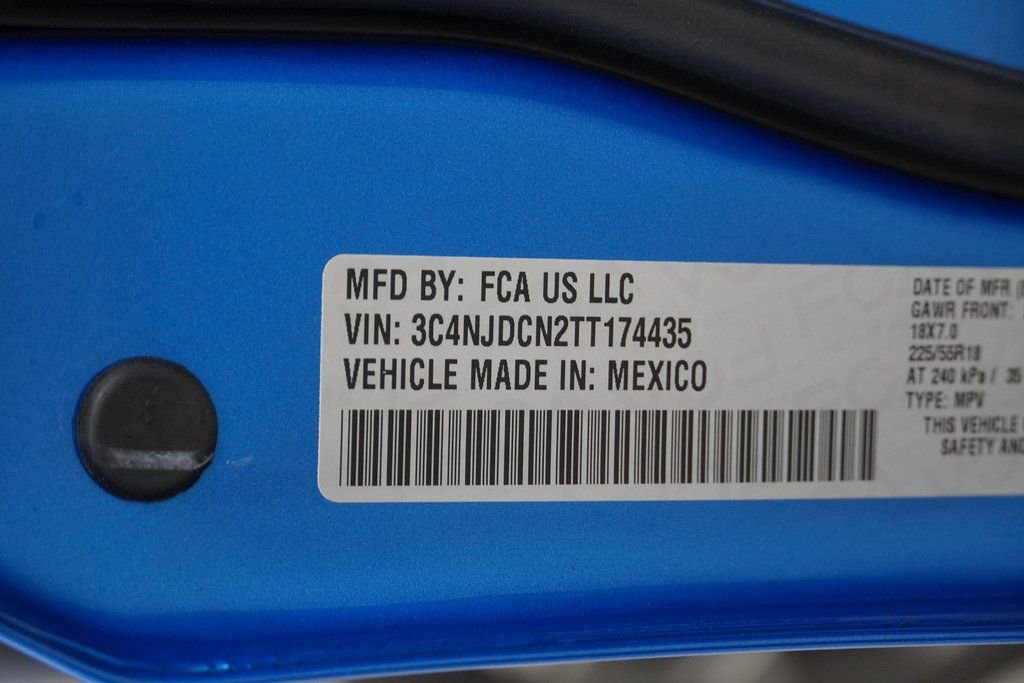 MFD BY: FCA US LLC
VIN: 3C4NJDCN2TT174435
VEHICLE MADE IN: MEXICO
DATE OF MFR
GAWR FRONT:
18X7.0
225/55R18
AT 240 kPa / 35
TYPE: MPV
THIS VEHICLE
SAFETY AND